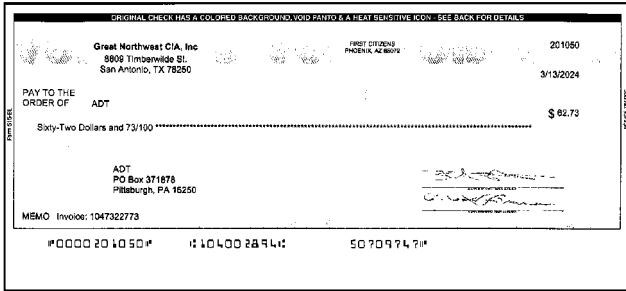 ORIGINAL CHECK HAS A COLORED BACKGROUND, VOID PANTO & A HEAT SENSITIVE ICON - SEE BACK FOR DETAILS
Great Northwest CIA, Inc
8809 Timberwilde St.
San Antonio, TX 78250
FIRST CITIZENS
PHOENIX, AZ 85072
201050
3/13/2024
PAY TO THE
ORDER OF ADT
$ 62.73
Sixty-Two Dollars and 73/100
ADT
PO Box 371878
Pittsburgh, PA 15250
MEMO Invoice: 1047322773
⑈0000201050⑈ ⑆104002894⑆ 50709747⑈